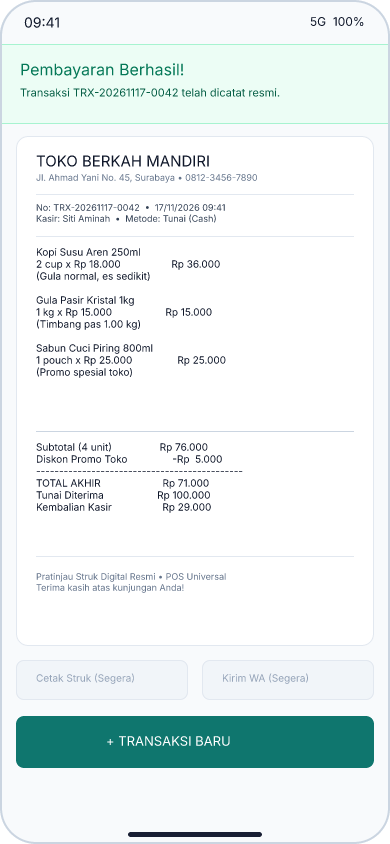 09:41
5G 100%
Pembayaran Berhasil!
Transaksi TRX-20261117-0042 telah dicatat resmi.
TOKO BERKAH MANDIRI
Jl. Ahmad Yani No. 45, Surabaya • 0812-3456-7890
No: TRX-20261117-0042 • 17/11/2026 09:41
Kasir: Siti Aminah • Metode: Tunai (Cash)
Kopi Susu Aren 250ml
2 cup x Rp 18.000 Rp 36.000
(Gula normal, es sedikit)
Gula Pasir Kristal 1kg
1 kg x Rp 15.000 Rp 15.000
(Timbang pas 1.00 kg)
Sabun Cuci Piring 800ml
1 pouch x Rp 25.000 Rp 25.000
(Promo spesial toko)
Subtotal (4 unit) Rp 76.000
Diskon Promo Toko -Rp 5.000
---------------------------------------------
TOTAL AKHIR Rp 71.000
Tunai Diterima Rp 100.000
Kembalian Kasir Rp 29.000
Pratinjau Struk Digital Resmi • POS Universal
Terima kasih atas kunjungan Anda!
Cetak Struk (Segera)
Kirim WA (Segera)
+ TRANSAKSI BARU